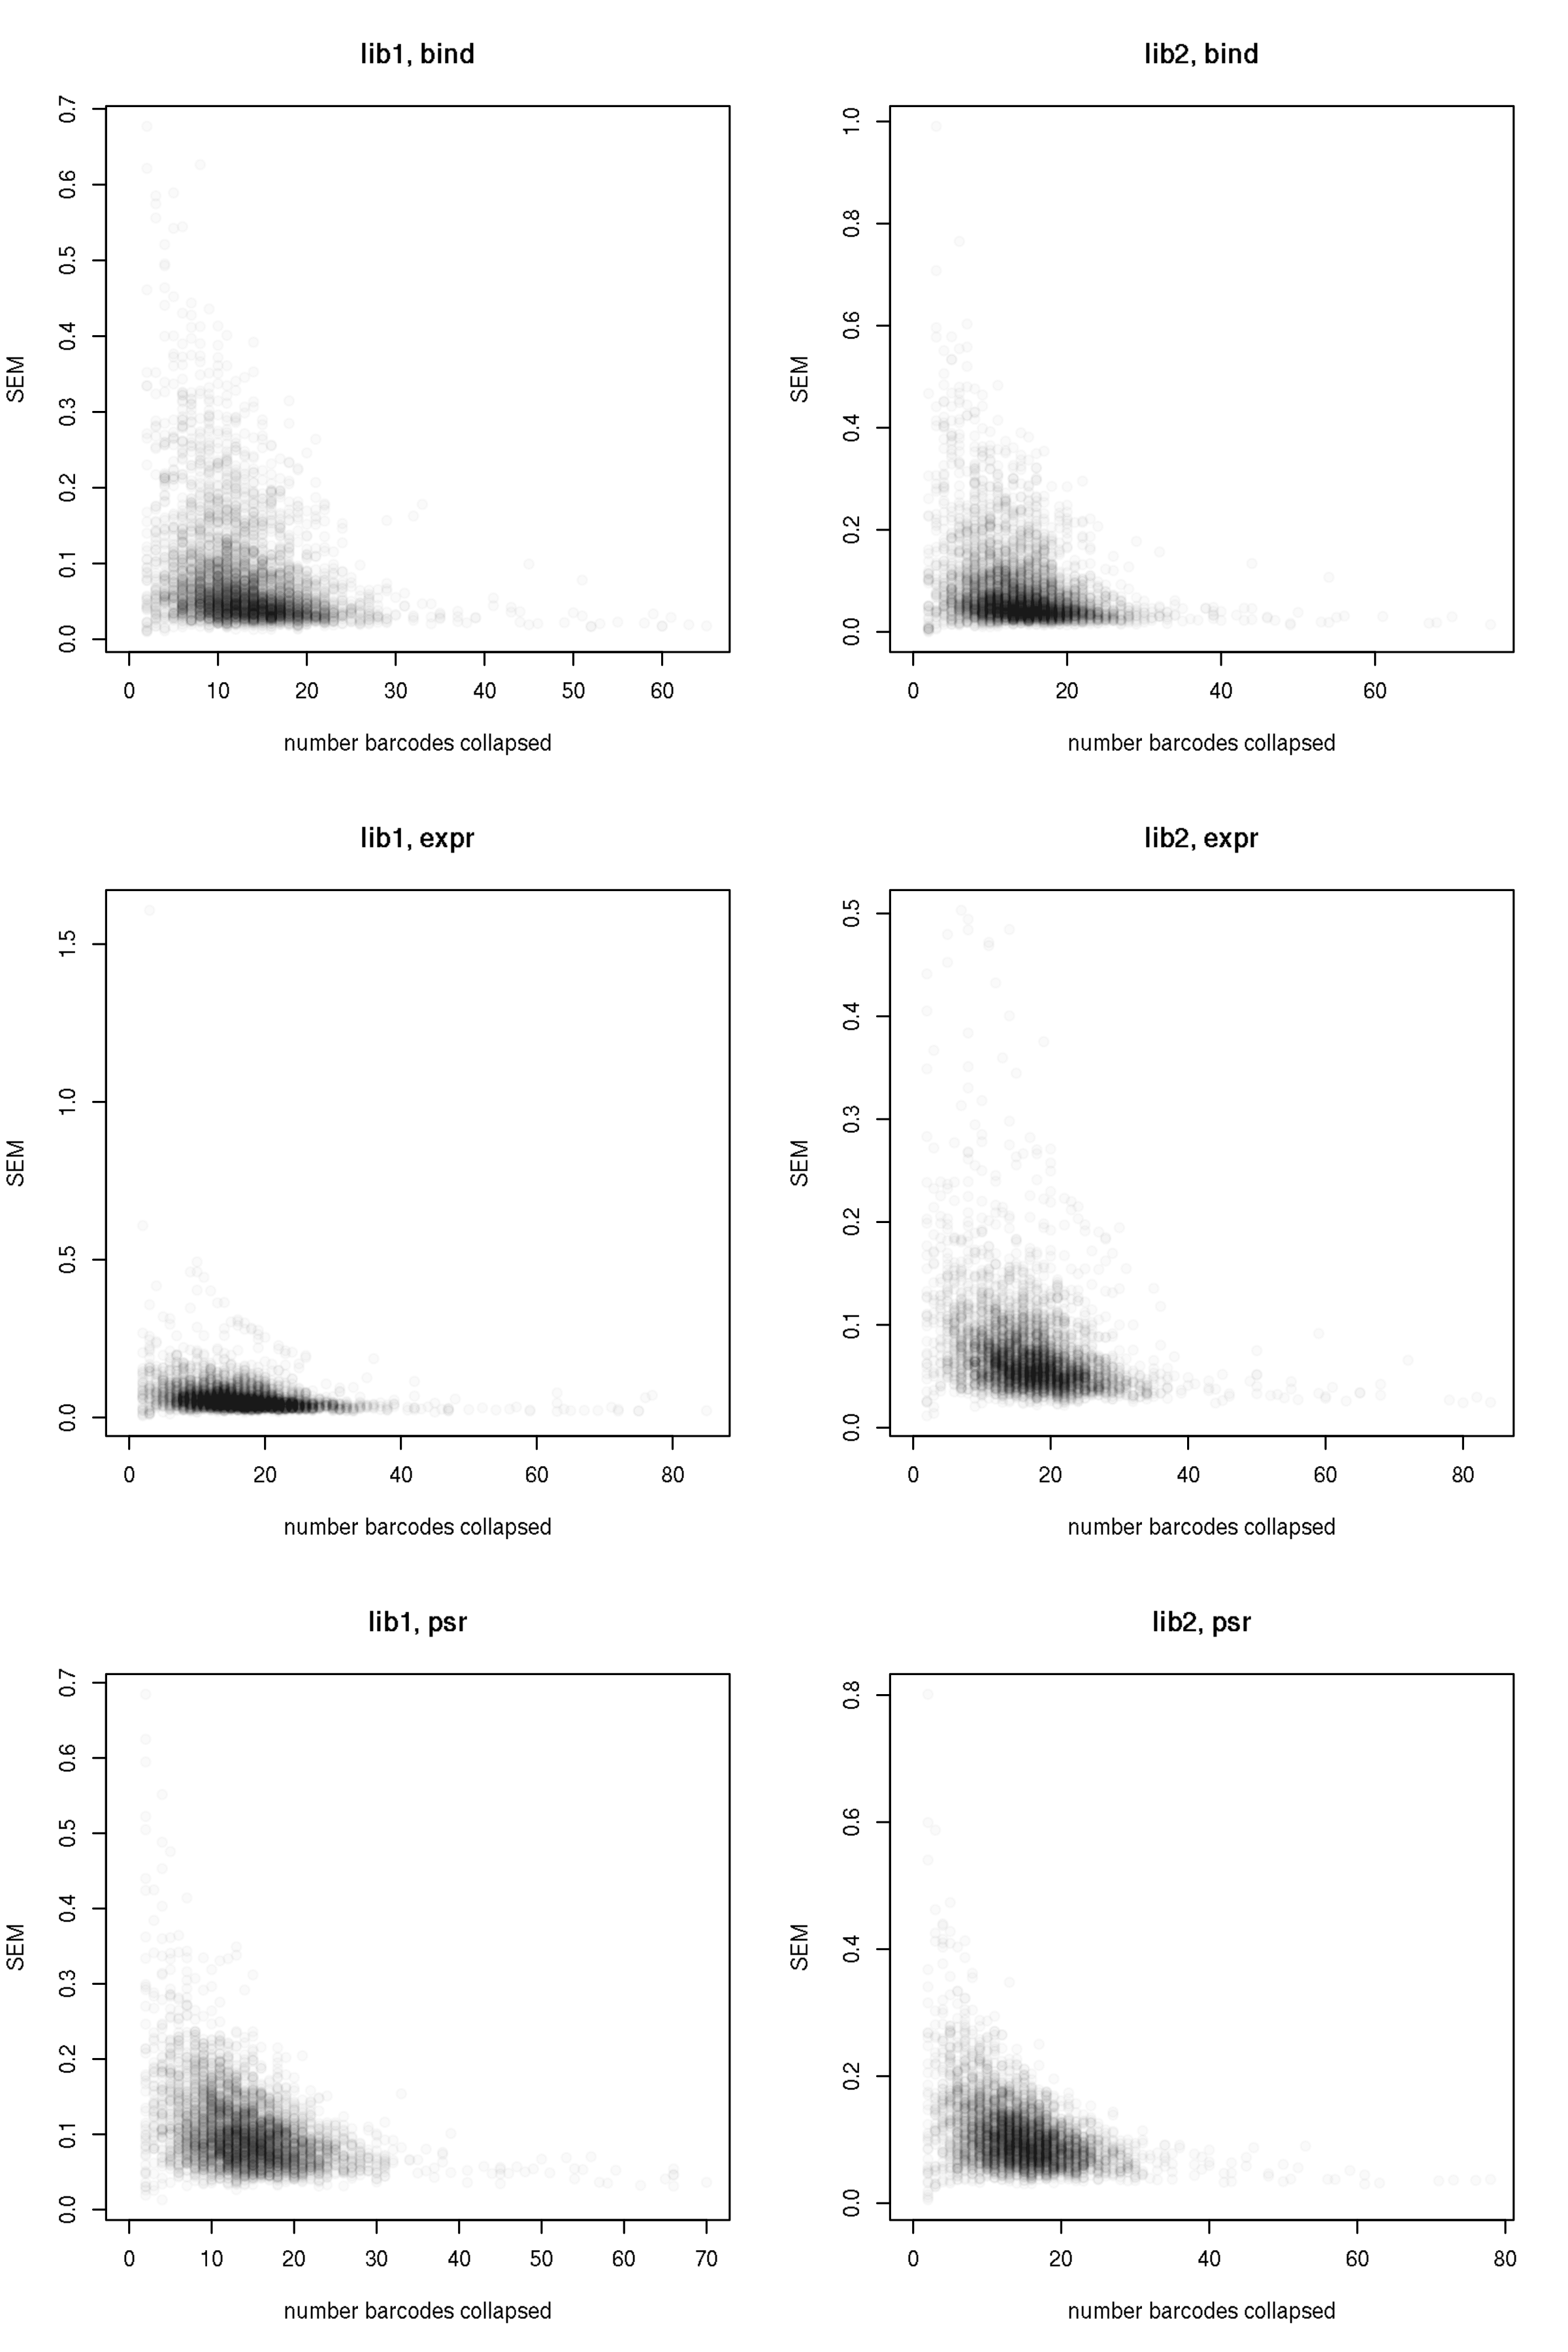 lib1, bind
SEM
0.7
0.6
0.5
0.4
0.3
0.2
0.1
0.0
0 10 20 30 40 50 60
number barcodes collapsed
lib2, bind
SEM
1.0
0.8
0.6
0.4
0.2
0.0
0 20 40 60
number barcodes collapsed
lib1, expr
SEM
1.5
1.0
0.5
0.0
0 20 40 60 80
number barcodes collapsed
lib2, expr
SEM
0.5
0.4
0.3
0.2
0.1
0.0
0 20 40 60 80
number barcodes collapsed
lib1, psr
SEM
0.7
0.6
0.5
0.4
0.3
0.2
0.1
0.0
0 10 20 30 40 50 60 70
number barcodes collapsed
lib2, psr
SEM
0.8
0.6
0.4
0.2
0.0
0 20 40 60 80
number barcodes collapsed